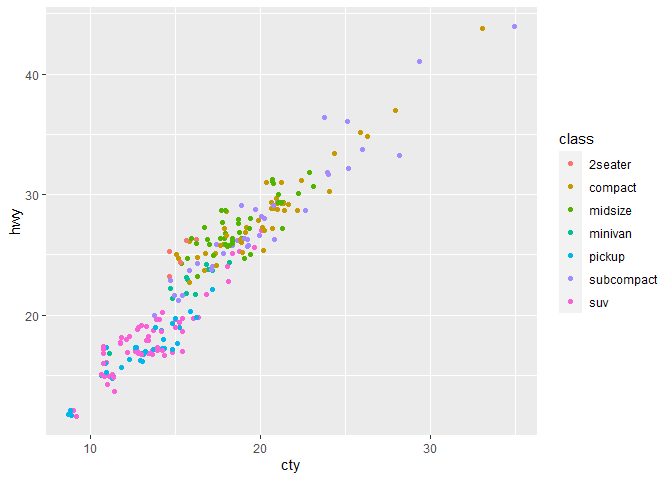 40
30
20
hwy
10
20
30
cty
class
2seater
compact
midsize
minivan
pickup
subcompact
suv